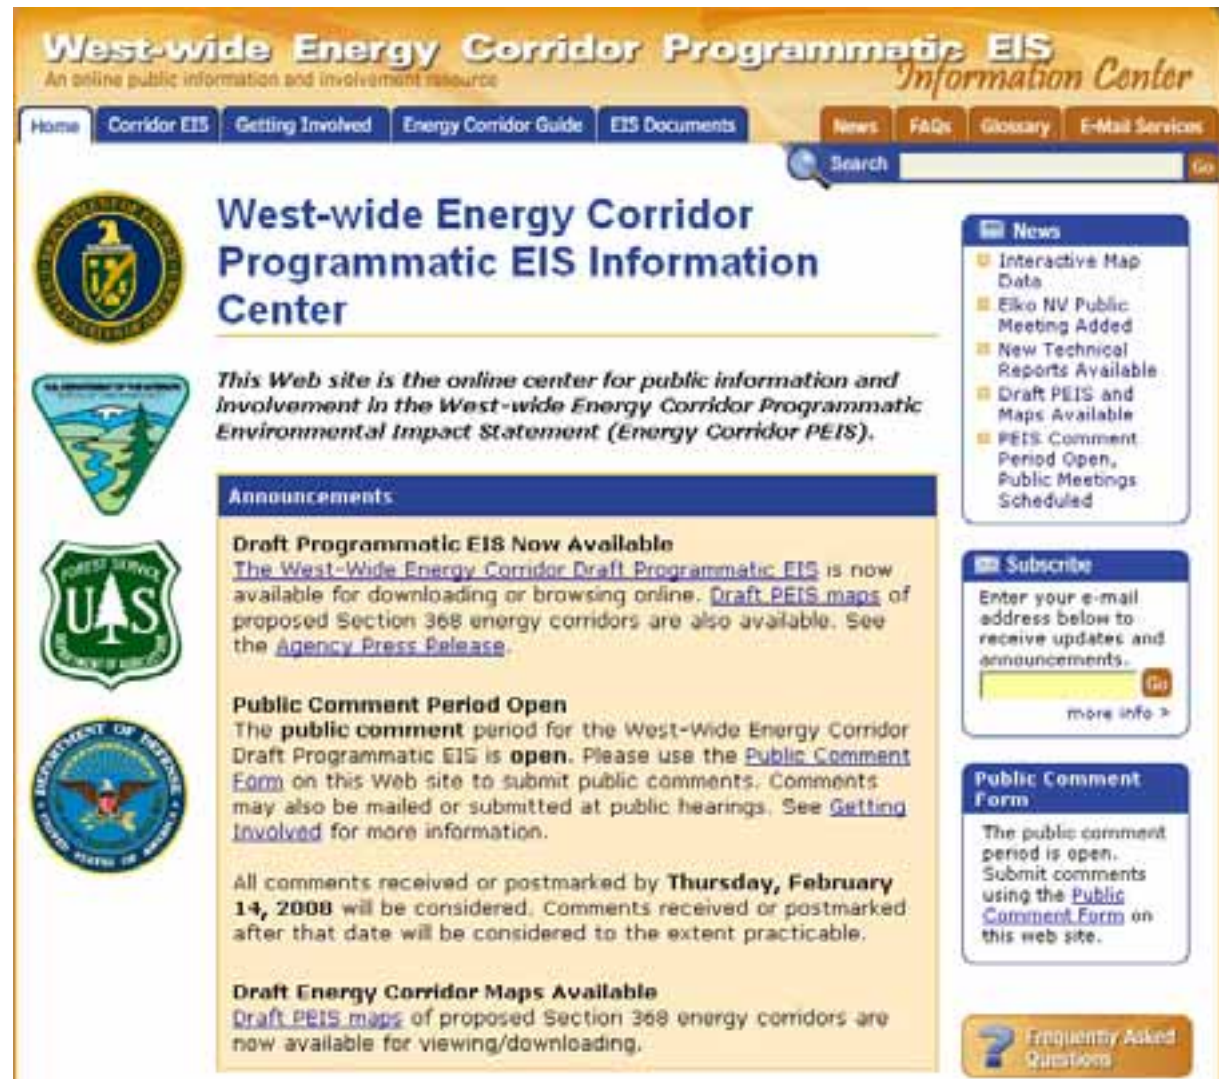 West-wide Energy Corridor Programmatic EIS
Information Center
An online public information and involvement resource
Home
Corridor EIS
Getting Involved
Energy Corridor Guide
EIS Documents
News
FAQs
Glossary
E-Mail Services
Search
Go
West-wide Energy Corridor
Programmatic EIS Information
Center
This Web site is the online center for public information and
involvement in the West-wide Energy Corridor Programmatic
Environmental Impact Statement (Energy Corridor PEIS).
Announcements
Draft Programmatic EIS Now Available
The West-Wide Energy Corridor Draft Programmatic EIS is now
available for downloading or browsing online. Draft PEIS maps of
proposed Section 368 energy corridors are also available. See
the Agency Press Release.
Public Comment Period Open
The public comment period for the West-Wide Energy Corridor
Draft Programmatic EIS is open. Please use the Public Comment
Form on this Web site to submit public comments. Comments
may also be mailed or submitted at public hearings. See Getting
Involved for more information.
All comments received or postmarked by Thursday, February
14, 2008 will be considered. Comments received or postmarked
after that date will be considered to the extent practicable.
Draft Energy Corridor Maps Available
Draft PEIS maps of proposed Section 368 energy corridors are
now available for viewing/downloading.
News
Interactive Map
Data
Elko NV Public
Meeting Added
New Technical
Reports Available
Draft PEIS and
Maps Available
PEIS Comment
Period Open,
Public Meetings
Scheduled
Subscribe
Enter your e-mail
address below to
receive updates and
announcements.
Go
more info >
Public Comment
Form
The public comment
period is open.
Submit comments
using the Public
Comment Form on
this web site.
Frequently Asked
Questions
FOREST SERVICE
U S
DEPARTMENT OF AGRICULTURE
DEPARTMENT OF DEFENSE
UNITED STATES OF AMERICA